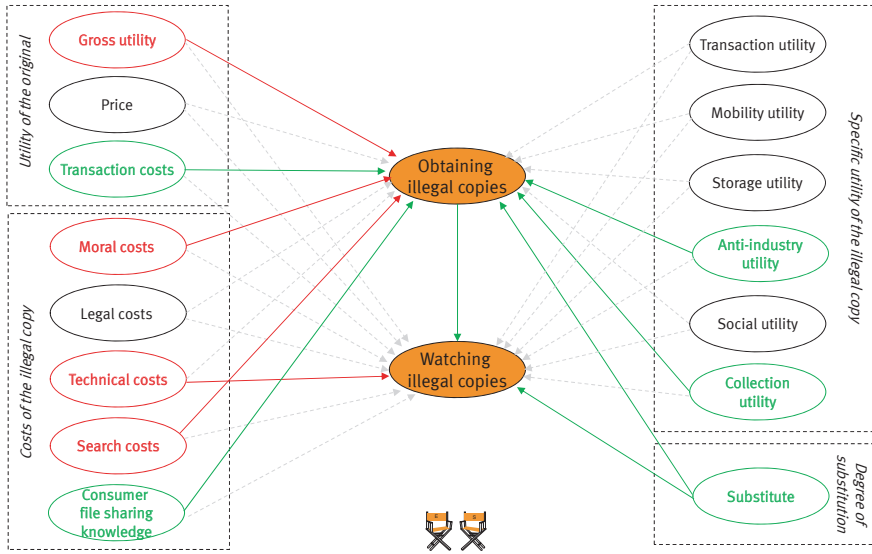 Utility of the original
Gross utility
Price
Transaction costs
Costs of the illegal copy
Moral costs
Legal costs
Technical costs
Search costs
Consumer
file sharing
knowledge
Obtaining
illegal copies
Watching
illegal copies
Transaction utility
Mobility utility
Storage utility
Anti-industry
utility
Social utility
Collection
utility
Specific utility of the illegal copy
Substitute
Degree of
substitution